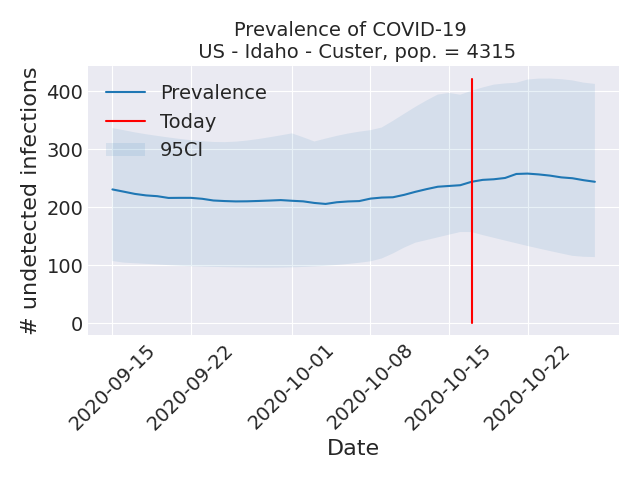 Prevalence of COVID-19
US - Idaho - Custer, pop. = 4315
# undetected infections
400
300
200
100
0
Prevalence
Today
95CI
2020-09-15
2020-09-22
2020-10-01
2020-10-08
2020-10-15
2020-10-22
Date